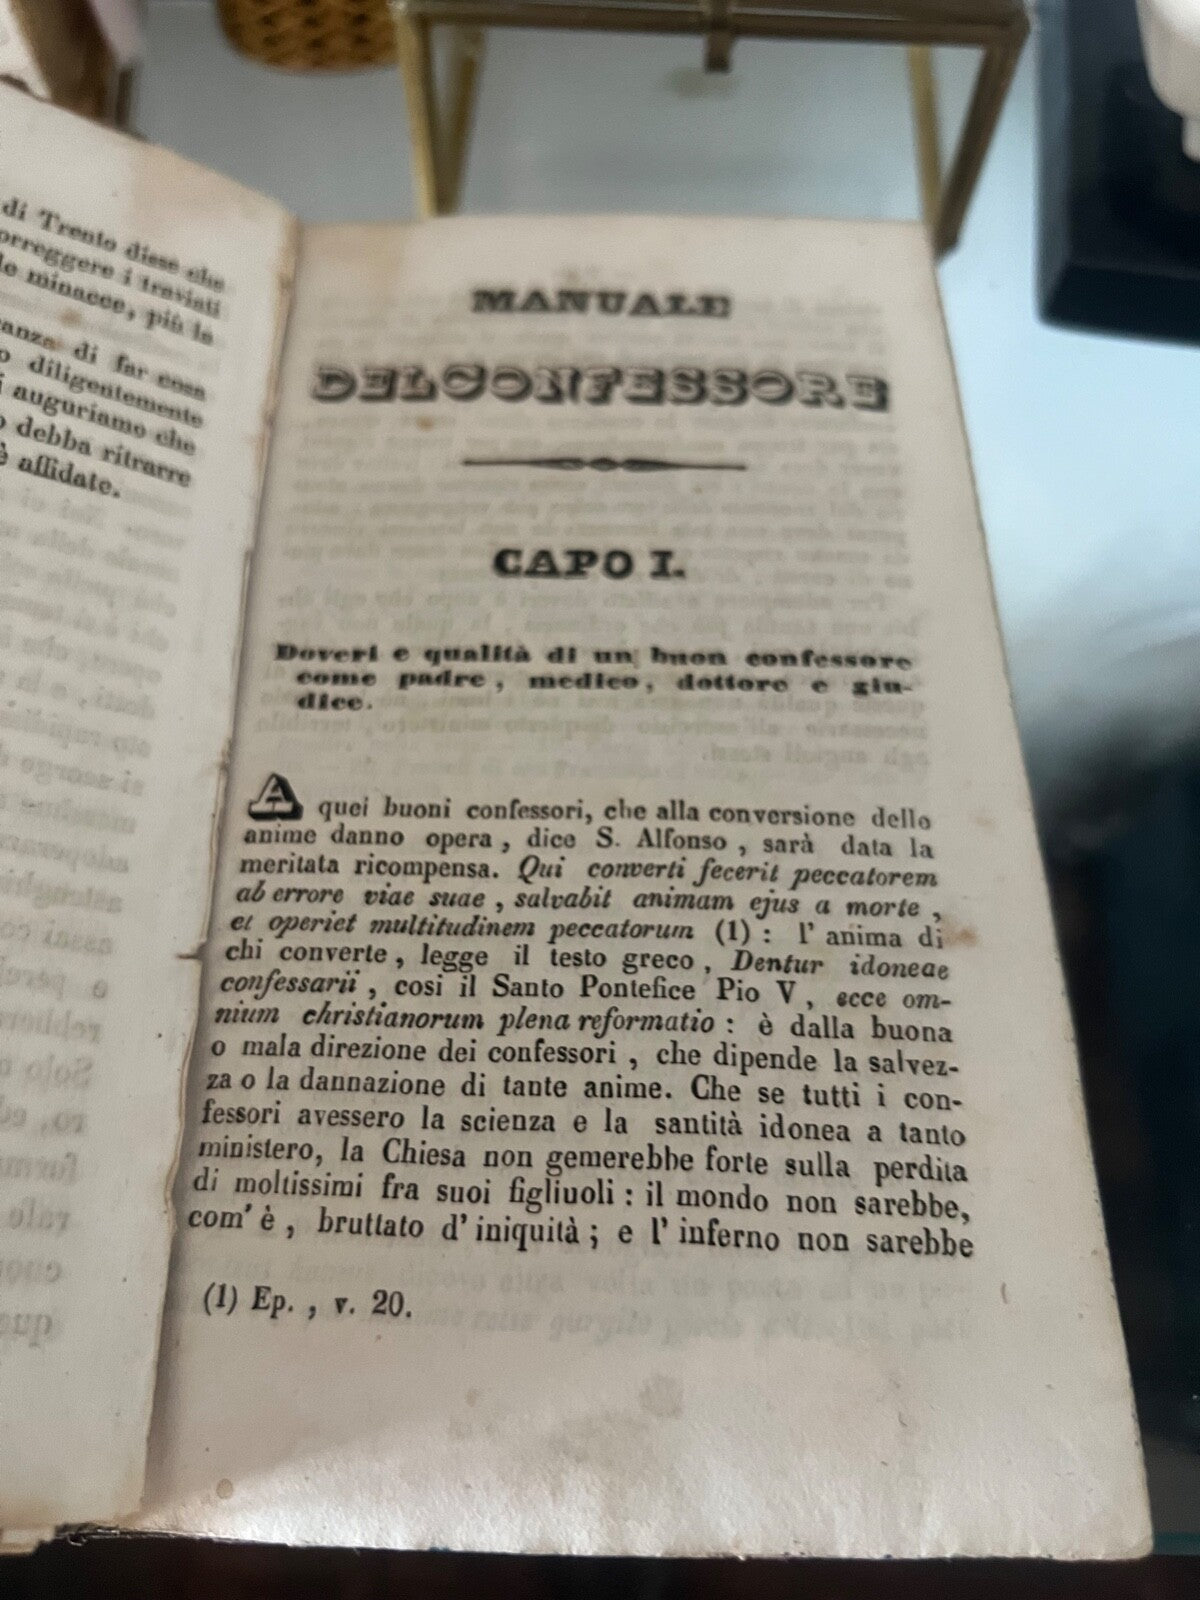 di Trento disse che
orreggere i traviati
le minacce, più le
anza di far cosa
o diligentemente
i auguriamo che
o debba ritrarre
è affidate.
MANUALE
DEL CONFESSORE
CAPO I.
Doveri e qualità di un buon confessore
come padre, medico, dottore e giu-
dice.
A quei buoni confessori, che alla conversione delle
anime danno opera, dice S. Alfonso, sarà data la
meritata ricompensa. Qui converti fecerit peccatorem
ab errore viae suae, salvabit animam ejus a morte,
et operiet multitudinem peccatorum (1): l'anima di
chi converte, legge il testo greco, Dentur idoneae
confessarii, così il Santo Pontefice Pio V, ecce om-
nium christianorum plena reformatio: è dalla buona
o mala direzione dei confessori, che dipende la salvez-
za o la dannazione di tante anime. Che se tutti i con-
fessori avessero la scienza e la santità idonea a tanto
ministero, la Chiesa non gemerebbe forte sulla perdita
di moltissimi fra suoi figliuoli: il mondo non sarebbe,
com'è, bruttato d'iniquità; e l'inferno non sarebbe
(1) Ep., v. 20.